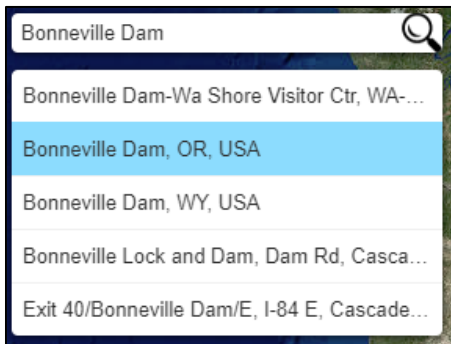 Bonneville Dam
Bonneville Dam-Wa Shore Visitor Ctr, WA-...
Bonneville Dam, OR, USA
Bonneville Dam, WY, USA
Bonneville Lock and Dam, Dam Rd, Casca...
Exit 40/Bonneville Dam/E, I-84 E, Cascade...